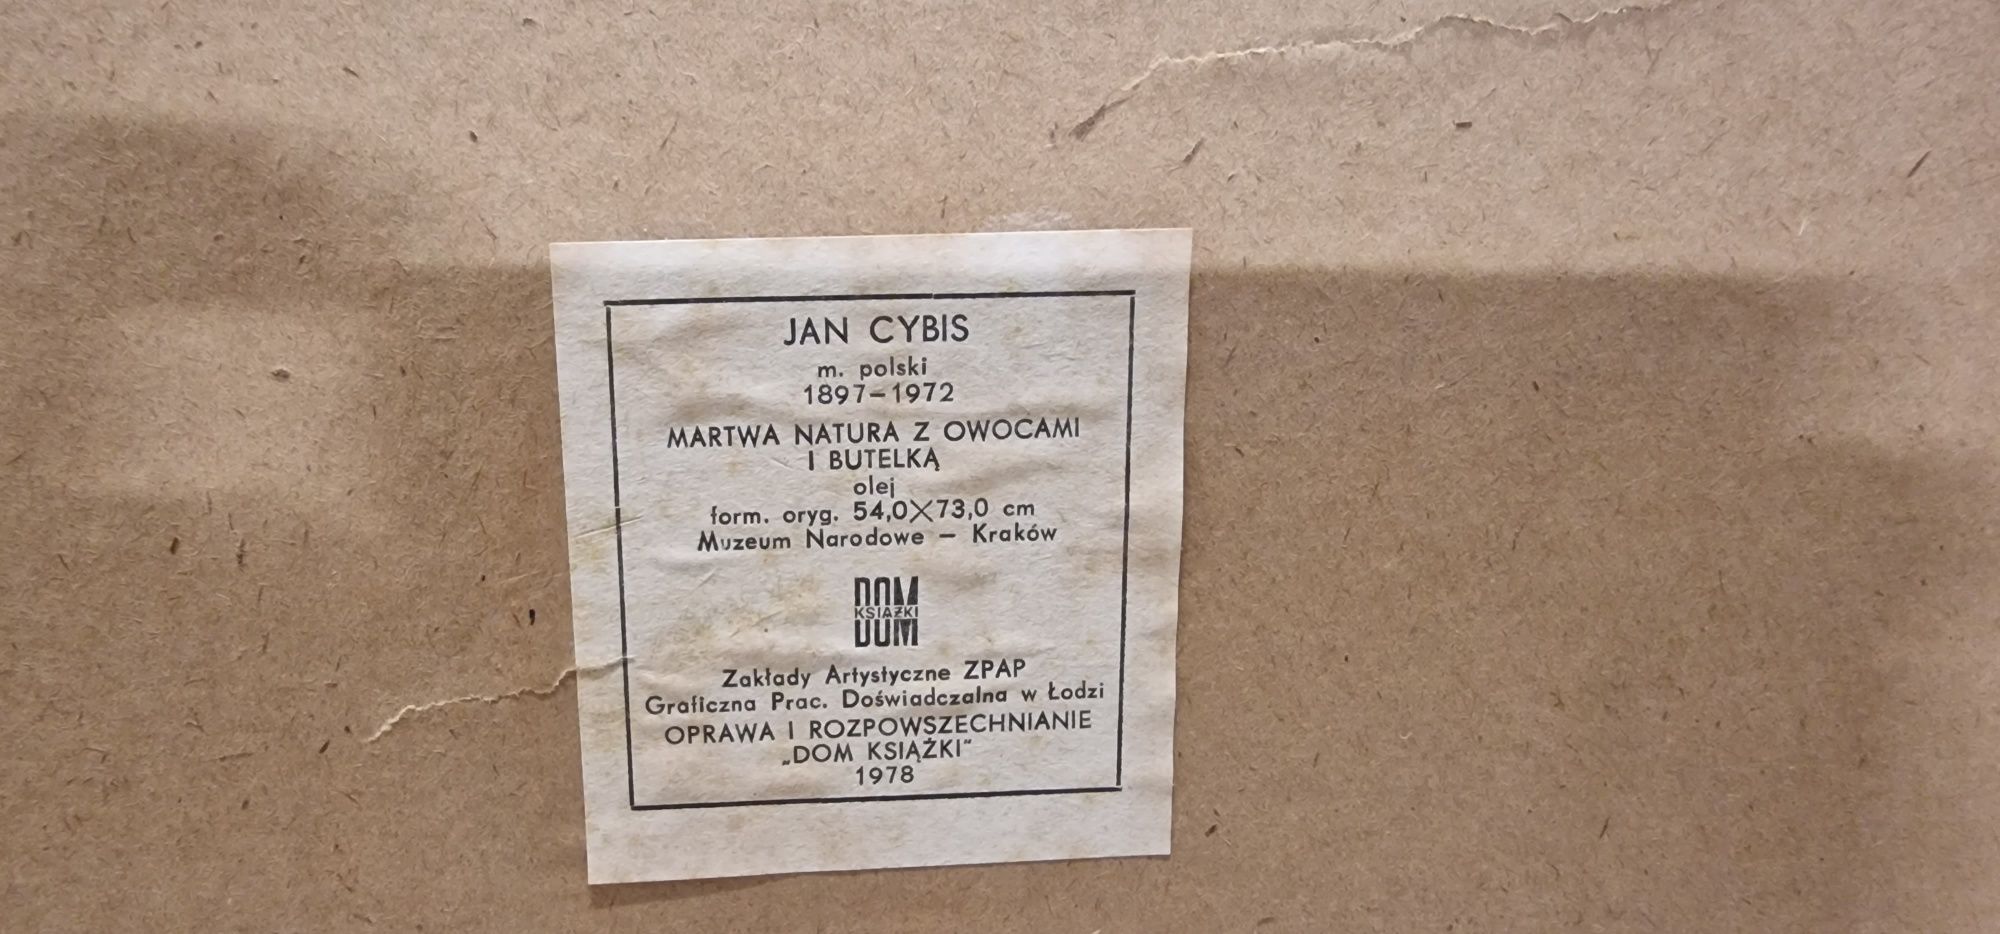 JAN CYBIS
m. polski
1897–1972
MARTWA NATURA Z OWOCAMI
I BUTELKĄ
olej
form. oryg. 54,0×73,0 cm
Muzeum Narodowe – Kraków
DOM
KSIĄŻKI
DOM
Zakłady Artystyczne ZPAP
Graficzna Prac. Doświadczalna w Łodzi
OPRAWA I ROZPOWSZECHNIANIE
„DOM KSIĄŻKI"
1978